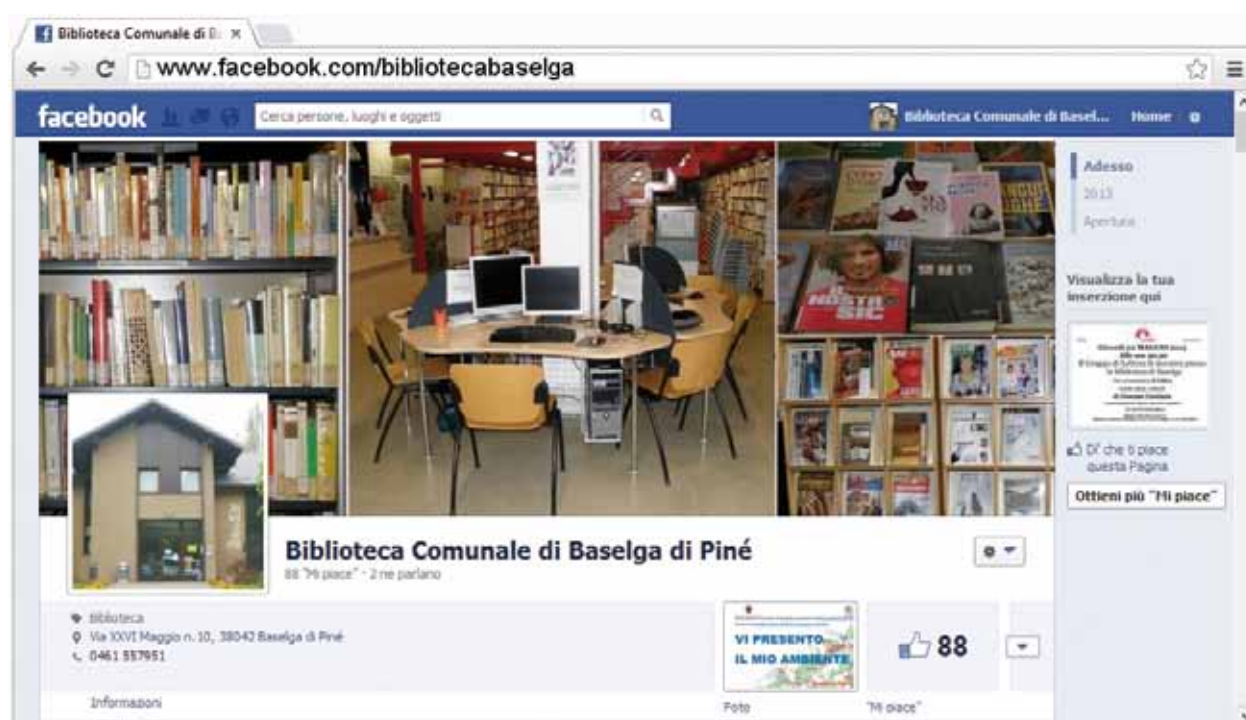 Biblioteca Comunale di B
www.facebook.com/bibliotecabaselga
facebook
Cerca persone, luoghi e oggetti
Biblioteca Comunale di Basel...
Home
Adesso
2013
Apertura
Visualizza la tua
inserzione qui
IL
NOSTRO
SIC
Di' che ti piace
questa Pagina
Ottieni più "Mi piace"
Biblioteca Comunale di Baselga di Piné
88 "Mi piace" · 2 ne parlano
Biblioteca
Via XXVI Maggio n. 10, 38042 Baselga di Piné
0461 557951
VI PRESENTO
IL MIO AMBIENTE
88
Informazioni
Foto
"Mi piace"